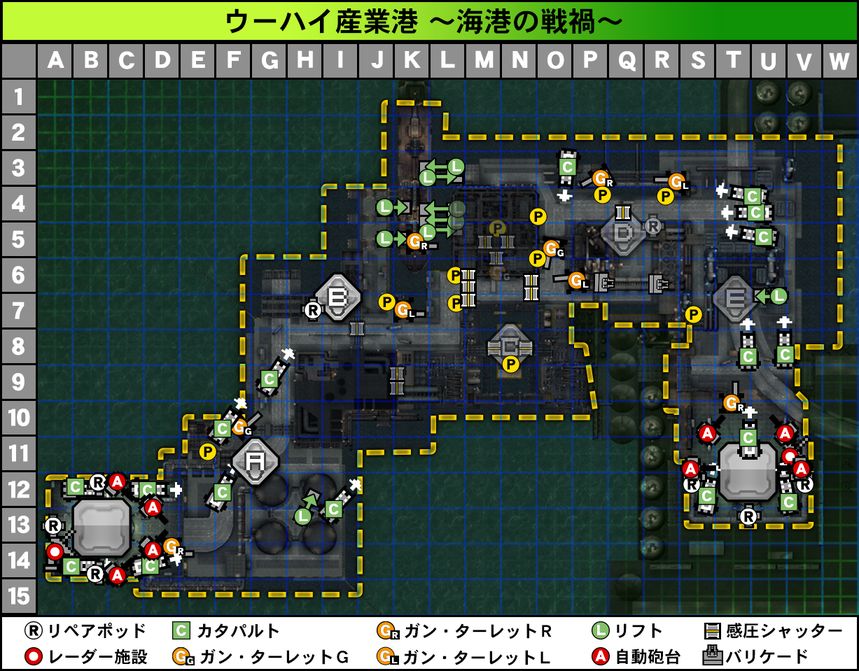 ウーハイ産業港 ～海港の戦禍～
A B C D E F G H I J K L M N O P Q R S T U V W
1
2
3 L C G R G L
4 L P P C
5 L L P C
L G R P G G D R C
6 P P G L
7 B R P G L P E L
P
8 C C C
9 C P
10 G R
C G G
11 P A A C A
12 C R A C C A R C A R
13 R A L C C R
14 A G R
C R A C
15
R リペアポッド C カタパルト G R ガン・ターレットR L リフト 感圧シャッター
レーダー施設 G G ガン・ターレットG G L ガン・ターレットL A 自動砲台 バリケード